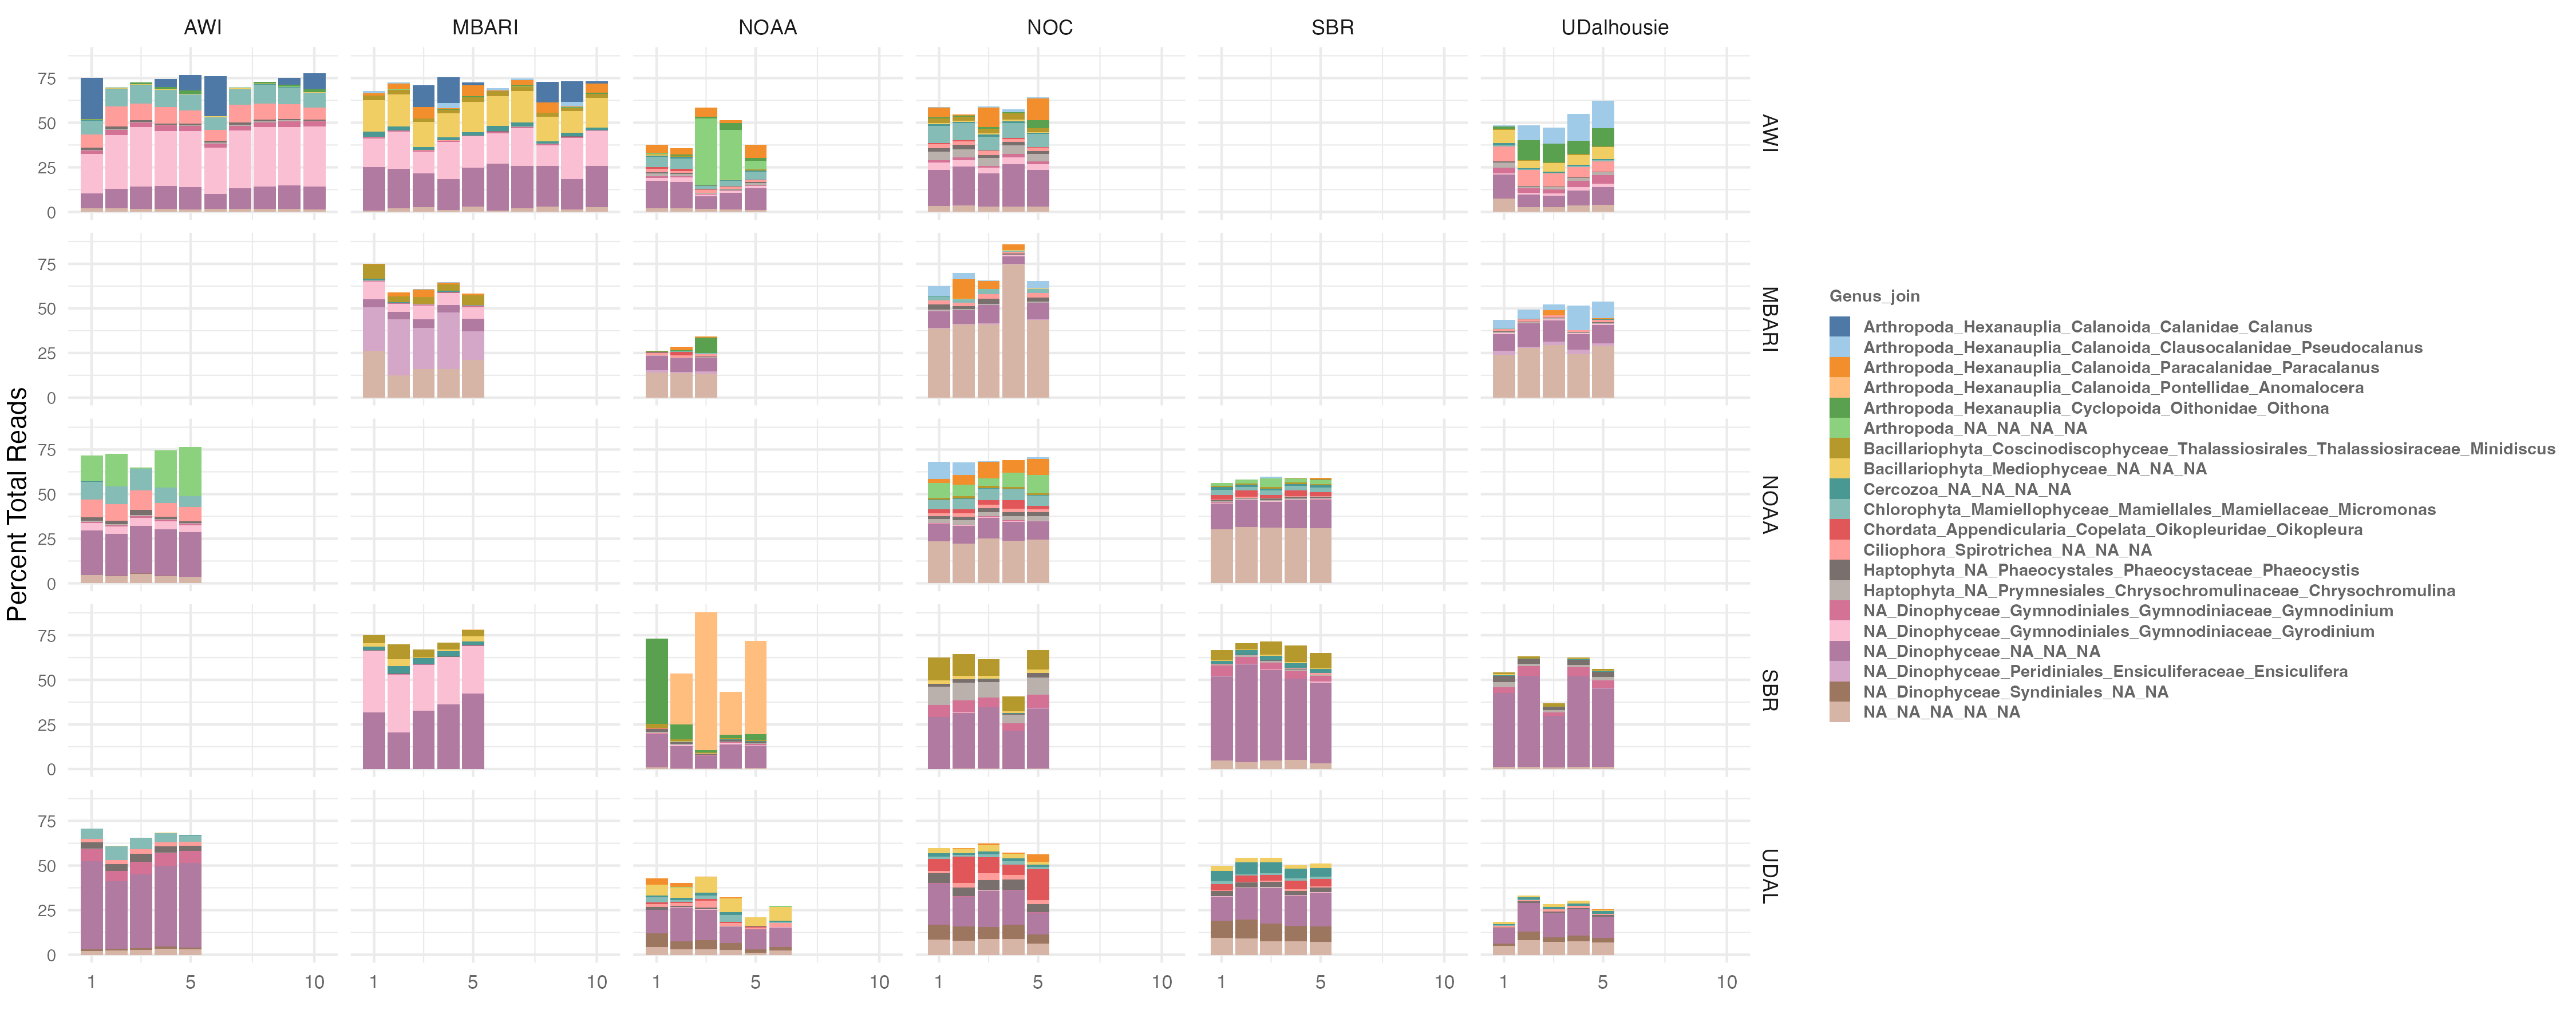 AWI MBARI NOAA NOC SBR UDalhousie
75
50
25
0
AWI
75
50
25
0
MBARI
Percent Total Reads
75
50
25
0
NOAA
75
50
25
0
SBR
75
50
25
0
UDAL
1 5 10 1 5 10 1 5 10 1 5 10 1 5 10 1 5 10
Genus_join
Arthropoda_Hexanauplia_Calanoida_Calanidae_Calanus
Arthropoda_Hexanauplia_Calanoida_Clausocalanidae_Pseudocalanus
Arthropoda_Hexanauplia_Calanoida_Paracalanidae_Paracalanus
Arthropoda_Hexanauplia_Calanoida_Pontellidae_Anomalocera
Arthropoda_Hexanauplia_Cyclopoida_Oithonidae_Oithona
Arthropoda_NA_NA_NA_NA
Bacillariophyta_Coscinodiscophyceae_Thalassiosirales_Thalassiosiraceae_Minidiscus
Bacillariophyta_Mediophyceae_NA_NA_NA
Cercozoa_NA_NA_NA_NA
Chlorophyta_Mamiellophyceae_Mamiellales_Mamiellaceae_Micromonas
Chordata_Appendicularia_Copelata_Oikopleuridae_Oikopleura
Ciliophora_Spirotrichea_NA_NA_NA
Haptophyta_NA_Phaeocystales_Phaeocystaceae_Phaeocystis
Haptophyta_NA_Prymnesiales_Chrysochromulinaceae_Chrysochromulina
NA_Dinophyceae_Gymnodiniales_Gymnodiniaceae_Gymnodinium
NA_Dinophyceae_Gymnodiniales_Gymnodiniaceae_Gyrodinium
NA_Dinophyceae_NA_NA_NA
NA_Dinophyceae_Peridiniales_Ensiculiferaceae_Ensiculifera
NA_Dinophyceae_Syndiniales_NA_NA
NA_NA_NA_NA_NA